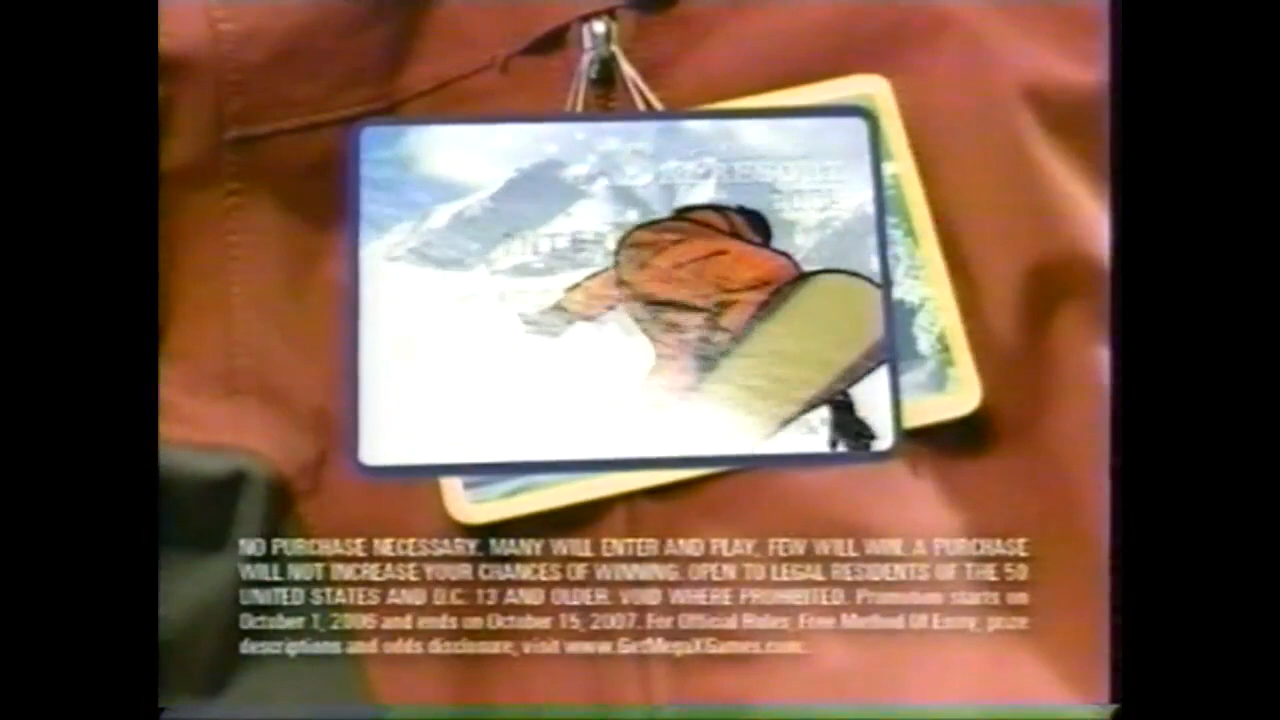 SKI RESORT
NO PURCHASE NECESSARY. MANY WILL ENTER AND PLAY, FEW WILL WIN. A PURCHASE
WILL NOT INCREASE YOUR CHANCES OF WINNING. OPEN TO LEGAL RESIDENTS OF THE 50
UNITED STATES AND D.C. 13 AND OLDER. VOID WHERE PROHIBITED. Promotion starts on
October 1, 2006 and ends on October 15, 2007. For Official Rules, Free Method Of Entry, prize
descriptions and odds disclosure, visit www.GetMegaXGames.com.